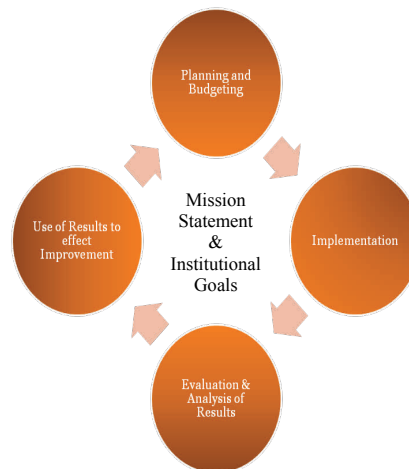 Planning and
Budgeting
Mission
Statement
&
Institutional
Goals
Use of Results to
effect
Improvement
Implementation
Evaluation &
Analysis of
Results